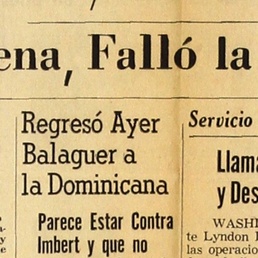 ena, Falló la
Regresó Ayer
Balaguer a
la Dominicana
Parece Estar Contra
Imbert y que no
Servicio
Llama
y Des
WASHI
te Lyndon
las operacio